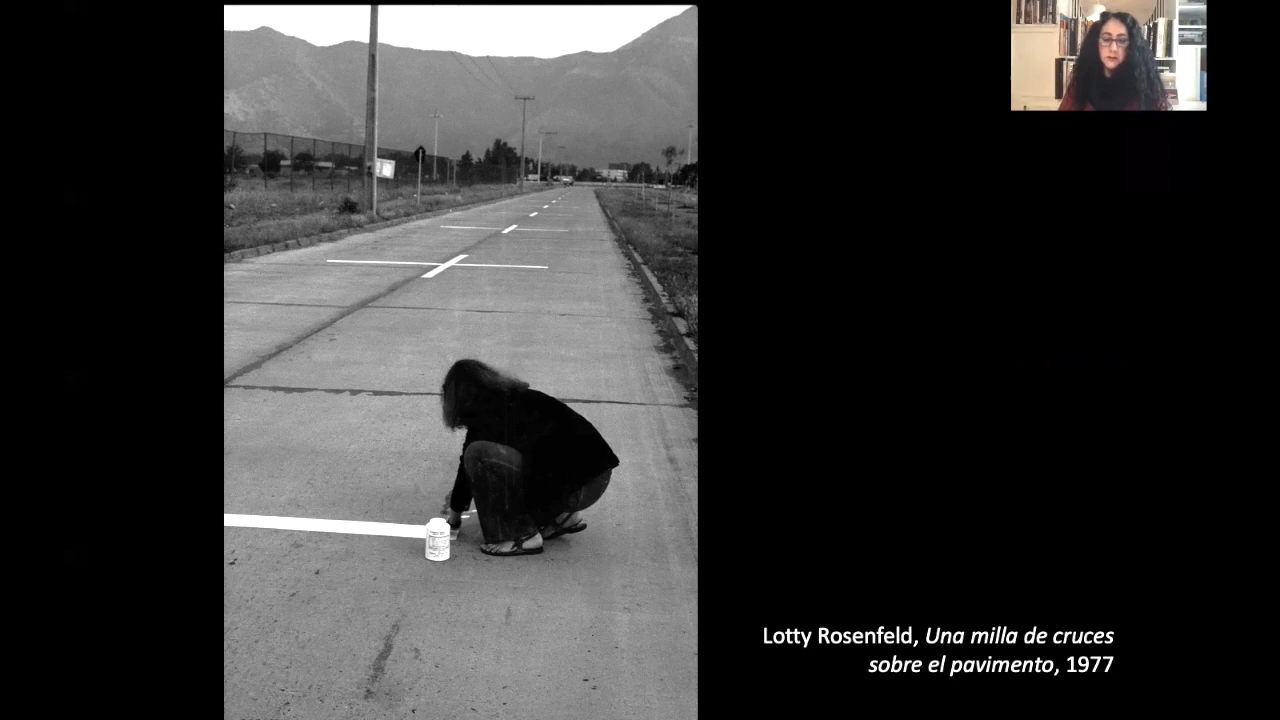 Lotty Rosenfeld, Una milla de cruces
sobre el pavimento, 1977